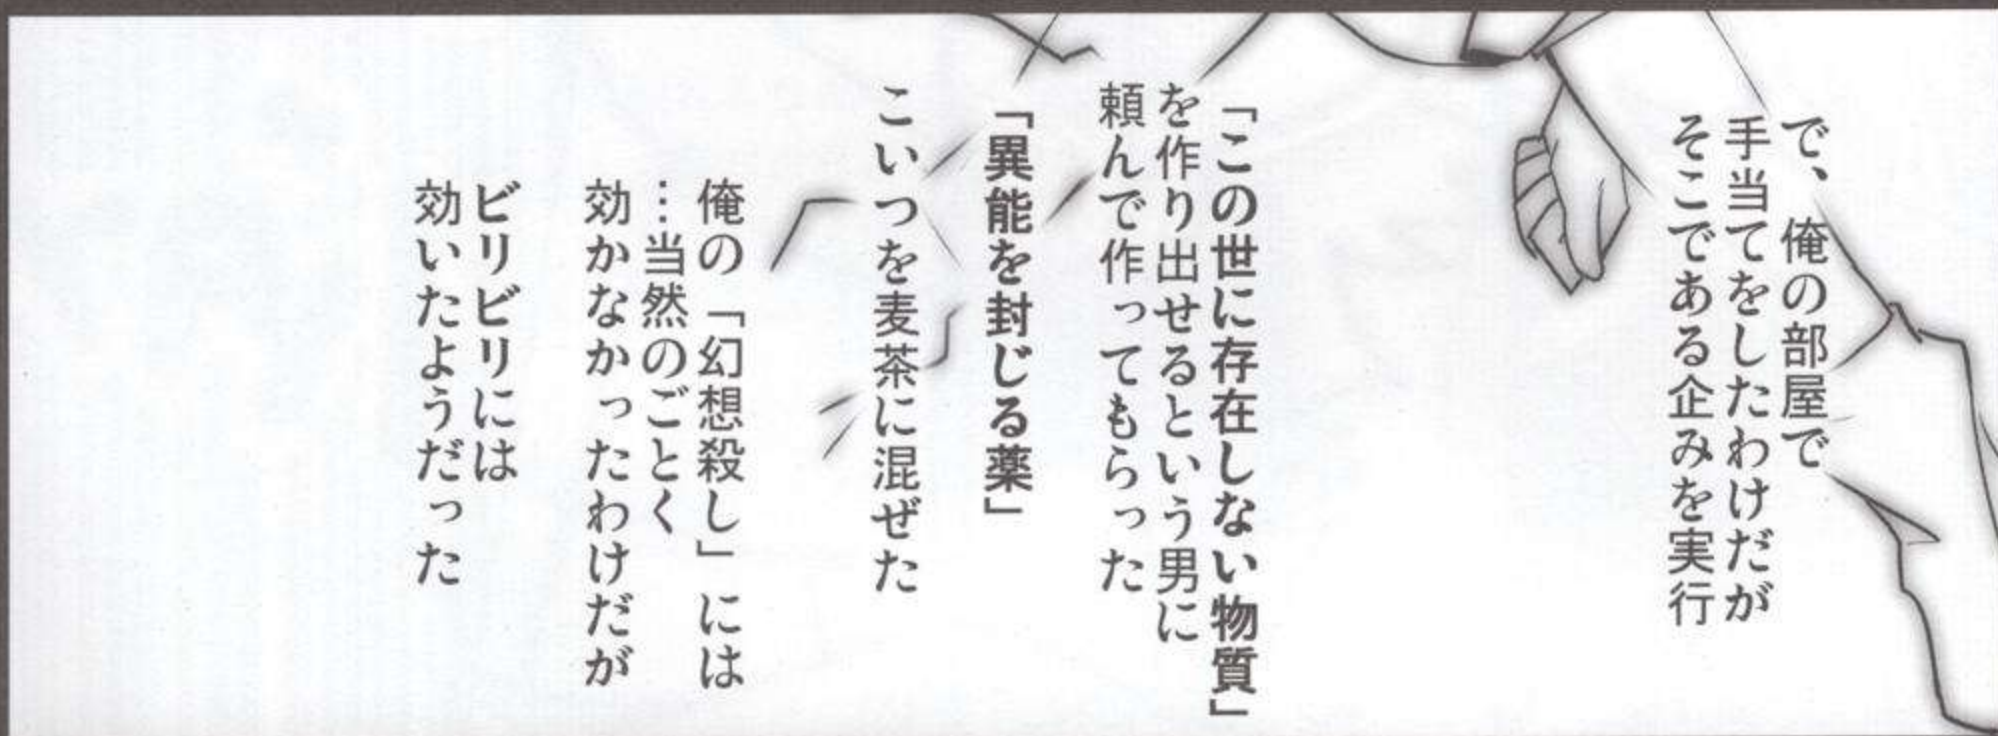 で、俺の部屋で
手当てをしたわけだが
そこである企みを実行
「この世に存在しない物質」
を作り出せるという男に
頼んで作ってもらった
「異能を封じる薬」
こいつを麦茶に混ぜた
俺の「幻想殺し」には
…当然のごとく
効かなかったわけだが
ビリビリには
効いたようだった